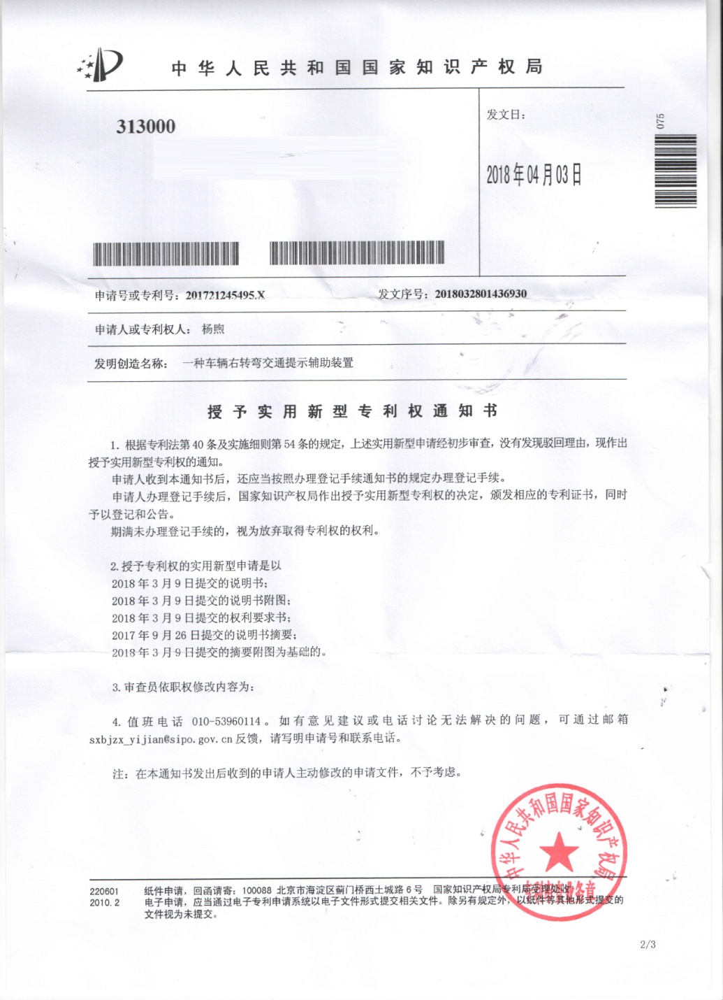 中华人民共和国国家知识产权局
313000
发文日：
2018年04月03日
075
申请号或专利号：201721245495.X
发文序号：2018032801436930
申请人或专利权人：杨煦
发明创造名称：一种车辆右转弯交通提示辅助装置
授予实用新型专利权通知书
1. 根据专利法第40条及实施细则第54条的规定，上述实用新型申请经初步审查，没有发现驳回理由，现作出
授予实用新型专利权的通知。
申请人收到本通知书后，还应当按照办理登记手续通知书的规定办理登记手续。
申请人办理登记手续后，国家知识产权局作出授予实用新型专利权的决定，颁发相应的专利证书，同时
予以登记和公告。
期满未办理登记手续的，视为放弃取得专利权的权利。
2.授予专利权的实用新型申请是以
2018年3月9日提交的说明书；
2018年3月9日提交的说明书附图；
2018年3月9日提交的权利要求书；
2017年9月26日提交的说明书摘要；
2018年3月9日提交的摘要附图为基础的。
3.审查员依职权修改内容为：
4. 值班电话 010-53960114。如有意见建议或电话讨论无法解决的问题，可通过邮箱
sxbjzx_yijian@sipo.gov.cn反馈，请写明申请号和联系电话。
注：在本通知书发出后收到的申请人主动修改的申请文件，不予考虑。
中华人民共和国国家知识产权局
220601
2010.2
纸件申请，回函请寄：100088 北京市海淀区蓟门桥西土城路6号 国家知识产权局专利局受理处收
电子申请，应当通过电子专利申请系统以电子文件形式提交相关文件。除另有规定外，以纸件等其他形式提交的
文件视为未提交。
2/3